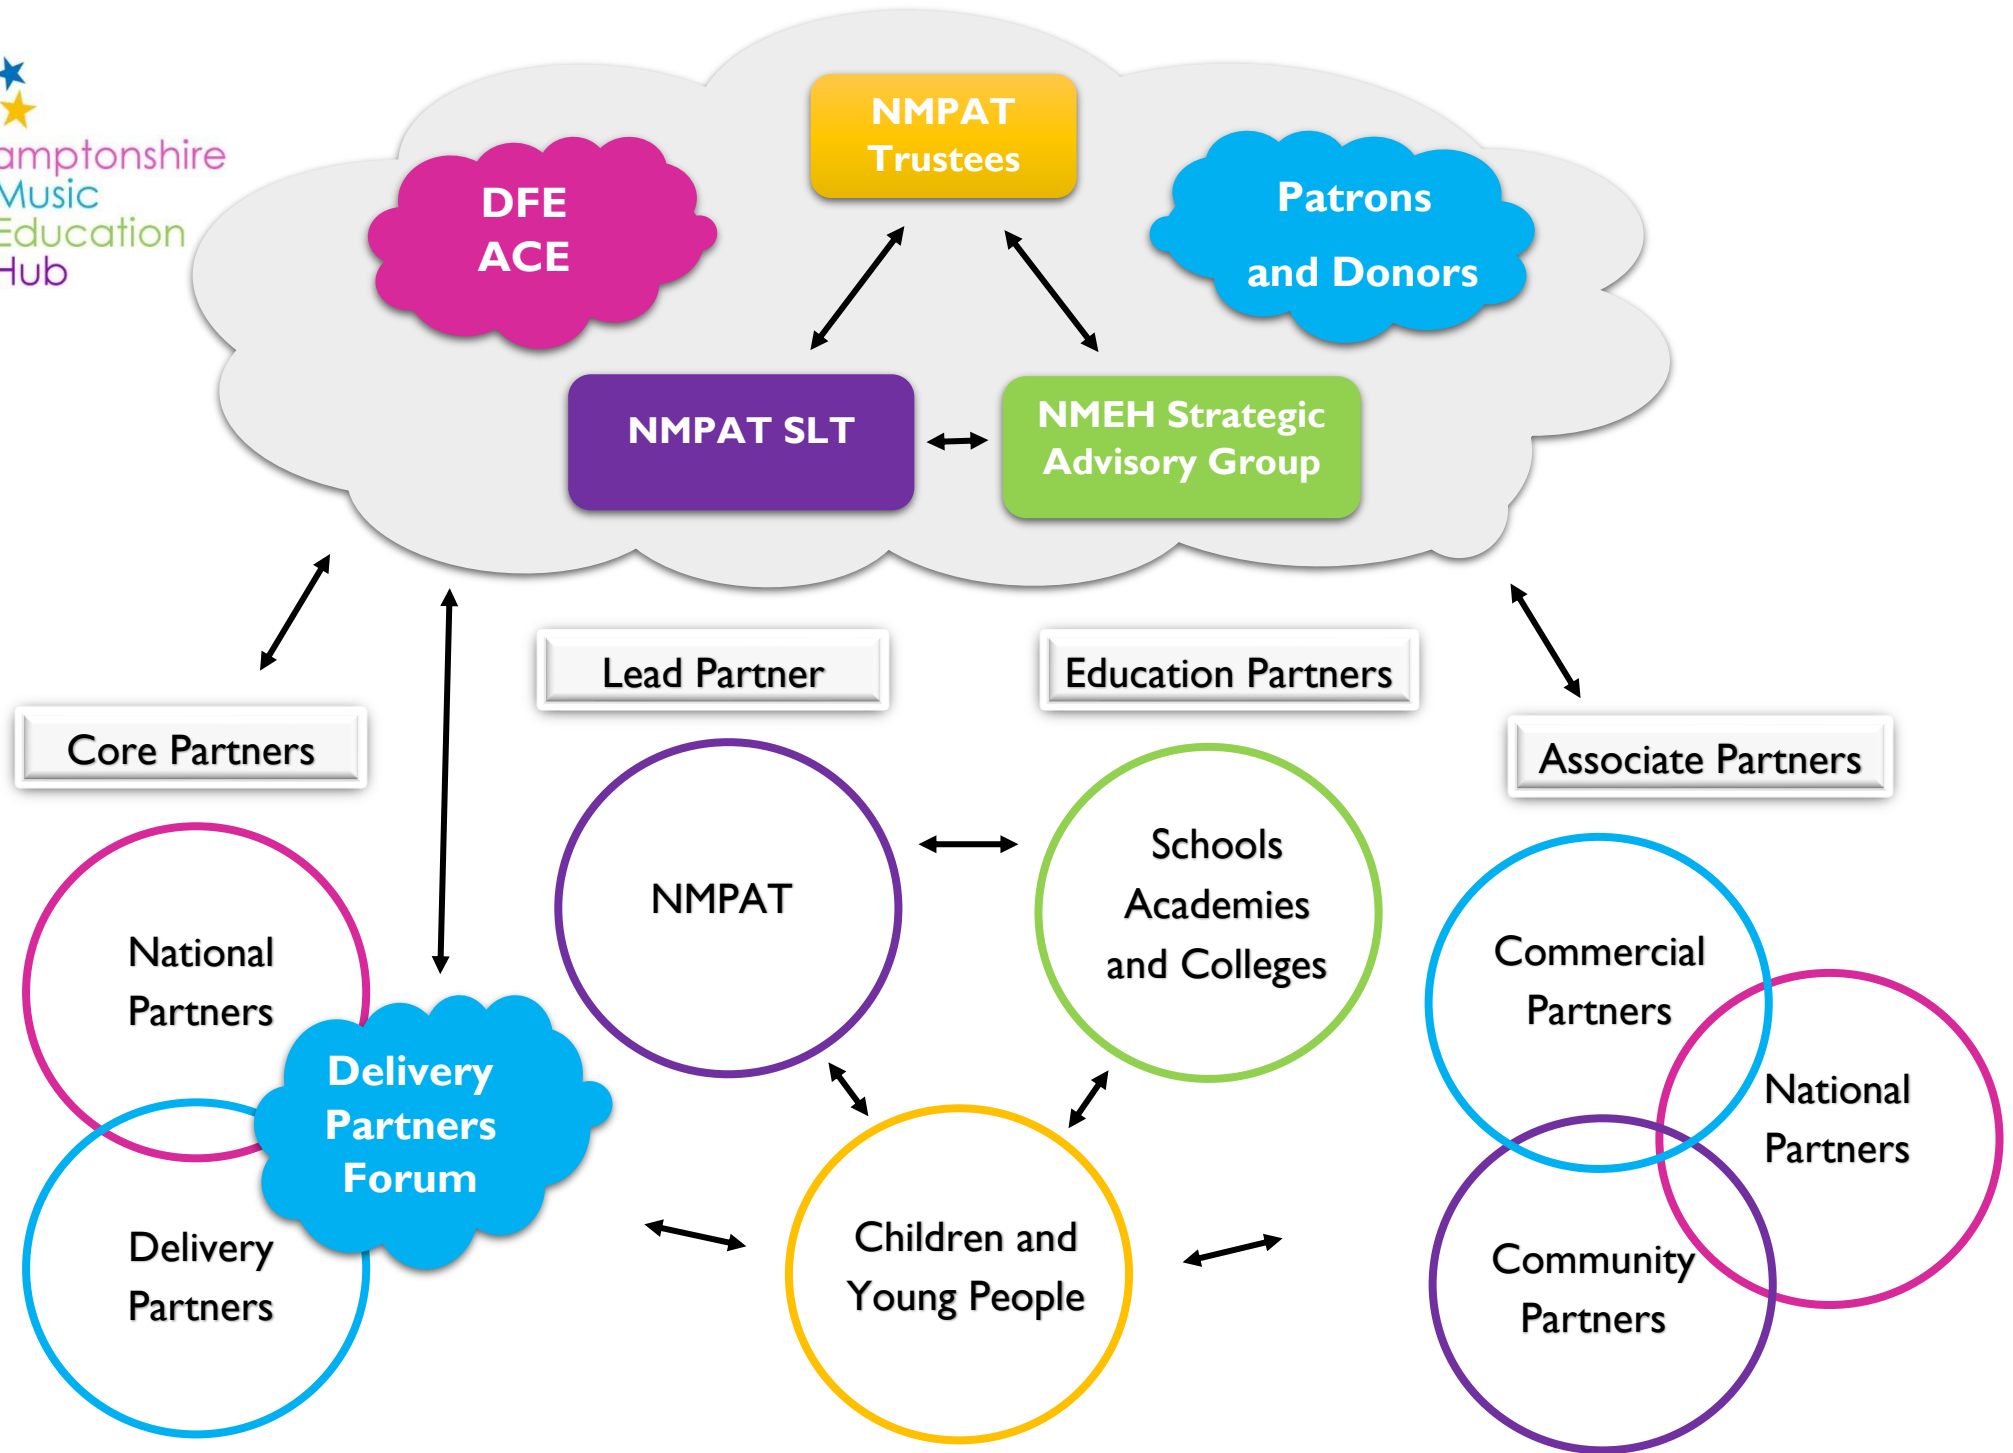 amptonshire
Music
Education
Hub
NMPAT
Trustees
DFE
ACE
Patrons
and Donors
NMPAT SLT
NMEH Strategic
Advisory Group
Lead Partner
Education Partners
Core Partners
Associate Partners
NMPAT
Schools
Academies
and Colleges
National
Partners
Commercial
Partners
Delivery
Partners
Forum
National
Partners
Delivery
Partners
Children and
Young People
Community
Partners